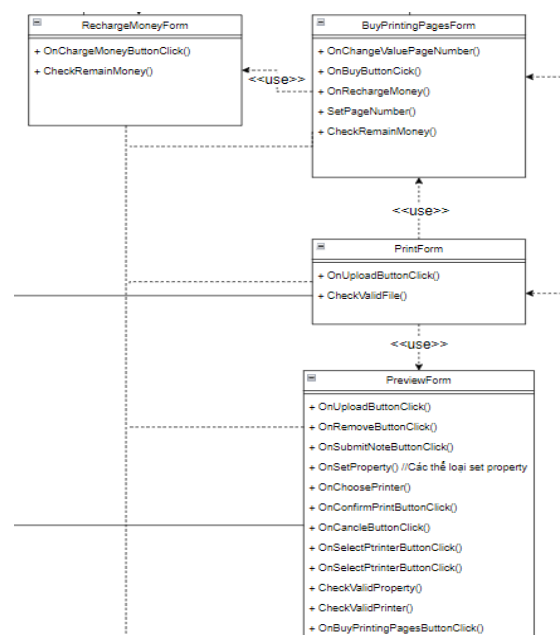 RechargeMoneyForm
+ OnChargeMoneyButtonClick()
+ CheckRemainMoney()
<<use>>
BuyPrintingPagesForm
+ OnChangeValuePageNumber()
+ OnBuyButtonCick()
+ OnRechargeMoney()
+ SetPageNumber()
+ CheckRemainMoney()
<<use>>
PrintForm
+ OnUploadButtonClick()
+ CheckValidFile()
<<use>>
PreviewForm
+ OnUploadButtonClick()
+ OnRemoveButtonClick()
+ OnSubmitNoteButtonClick()
+ OnSetProperty() //Các thể loại set property
+ OnChoosePrinter()
+ OnConfirmPrintButtonClick()
+ OnCancleButtonClick()
+ OnSelectPtrinterButtonClick()
+ OnSelectPtrinterButtonClick()
+ CheckValidProperty()
+ CheckValidPrinter()
+ OnBuyPrintingPagesButtonClick()